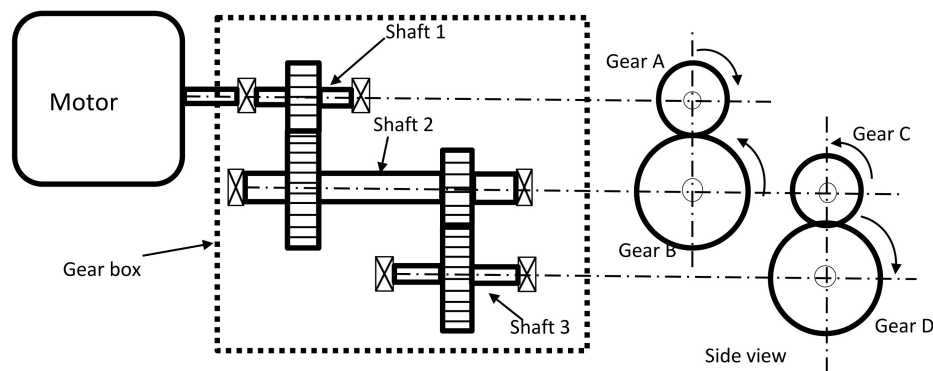 Shaft 1
Gear A
Motor
Shaft 2
Gear C
Gear B
Gear box
Shaft 3
Gear D
Side view